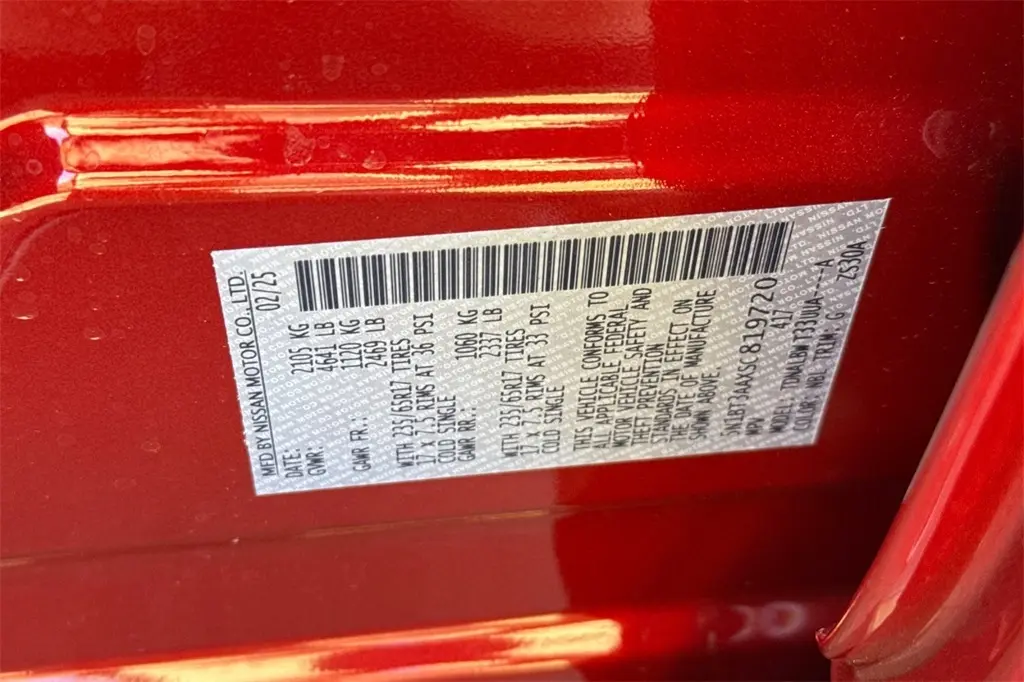 MFD BY NISSAN MOTOR CO.,LTD.
DATE: 02/25
GVWR: 2105 KG
4641 LB
GAWR FR.: 1120 KG
2469 LB
WITH 235/65R17 TIRES
17 x 7.5 RIMS AT 36 PSI
COLD SINGLE
GAWR RR.: 1060 KG
2337 LB
WITH 235/65R17 TIRES
17 x 7.5 RIMS AT 33 PSI
COLD SINGLE
THIS VEHICLE CONFORMS TO
ALL APPLICABLE FEDERAL
MOTOR VEHICLE SAFETY AND
THEFT PREVENTION
STANDARDS IN EFFECT ON
THE DATE OF MANUFACTURE
SHOWN ABOVE.
5N1BT3AAXSC819720
MPV 417
MODEL:
COLOR: NBL TRIM: G ZS30A